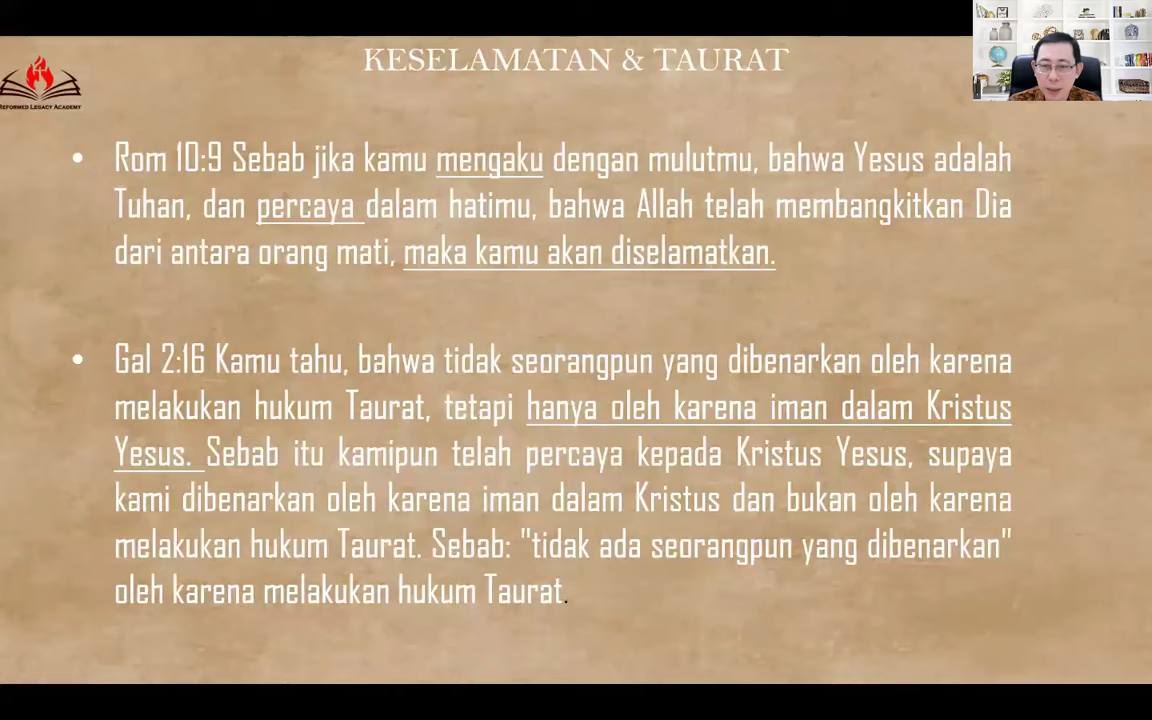 KESELAMATAN & TAURAT
REFORMED LEGACY ACADEMY
• Rom 10:9 Sebab jika kamu mengaku dengan mulutmu, bahwa Yesus adalah
Tuhan, dan percaya dalam hatimu, bahwa Allah telah membangkitkan Dia
dari antara orang mati, maka kamu akan diselamatkan.
• Gal 2:16 Kamu tahu, bahwa tidak seorangpun yang dibenarkan oleh karena
melakukan hukum Taurat, tetapi hanya oleh karena iman dalam Kristus
Yesus. Sebab itu kamipun telah percaya kepada Kristus Yesus, supaya
kami dibenarkan oleh karena iman dalam Kristus dan bukan oleh karena
melakukan hukum Taurat. Sebab: "tidak ada seorangpun yang dibenarkan"
oleh karena melakukan hukum Taurat.